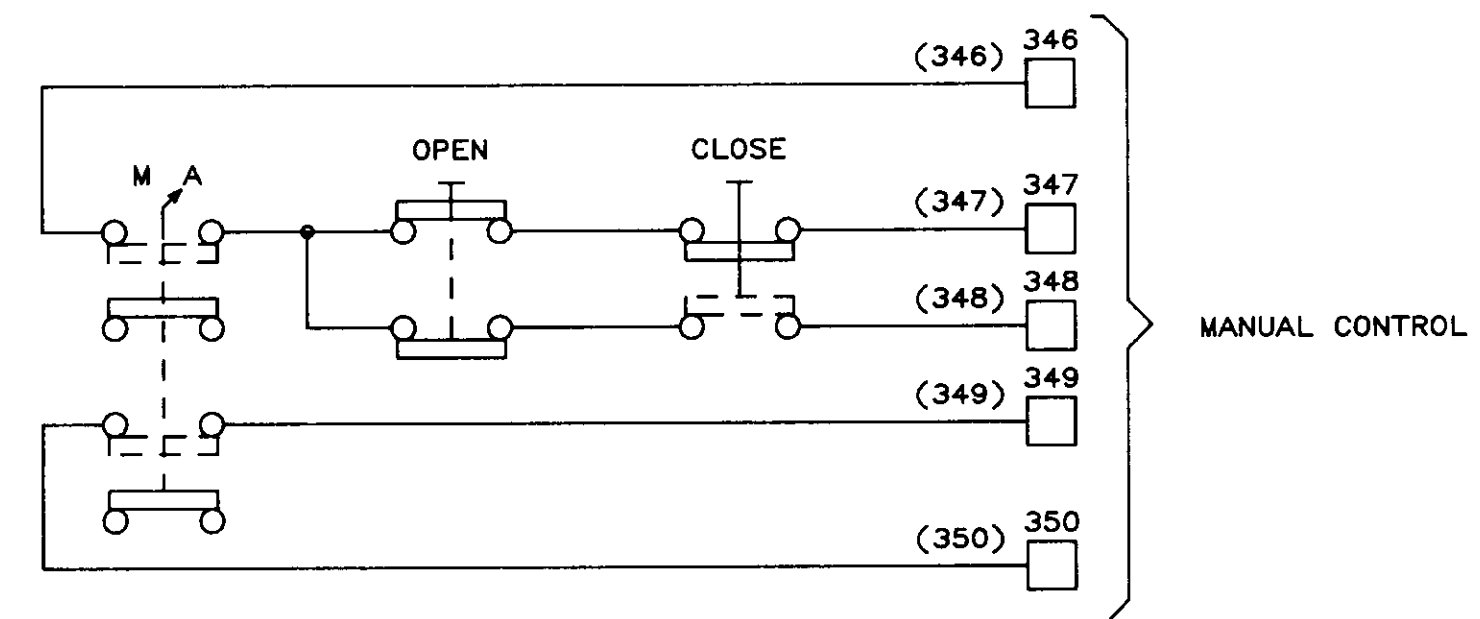 (346) 346
OPEN CLOSE
M A
(347) 347
(348) 348
MANUAL CONTROL
(349) 349
(350) 350